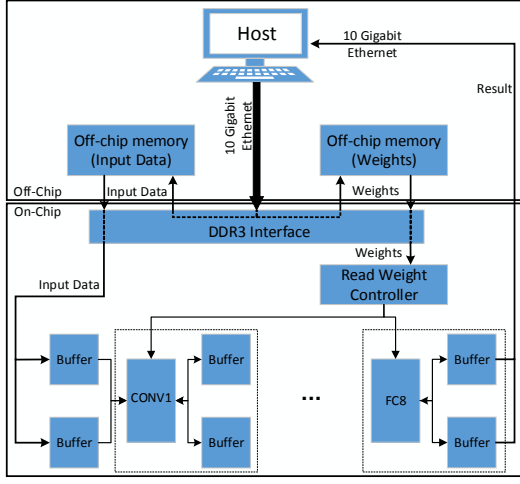 Host
10 Gigabit
Ethernet
Result
10 Gigabit
Ethernet
Off-chip memory
(Input Data)
Off-chip memory
(Weights)
Input Data
Weights
Off-Chip
On-Chip
DDR3 Interface
Weights
Input Data
Read Weight
Controller
Buffer
Buffer
Buffer
CONV1
...
FC8
Buffer
Buffer
Buffer